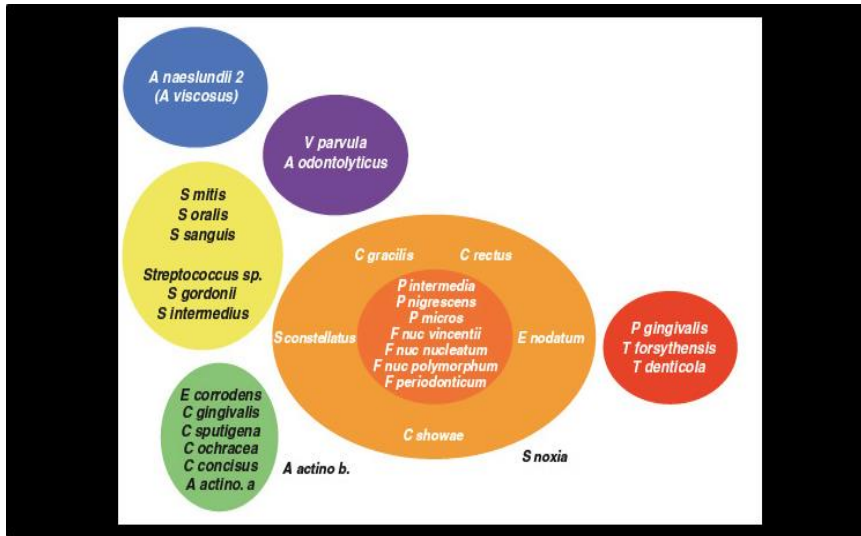 A naeslundii 2
(A viscosus)
V parvula
A odontolyticus
S mitis
S oralis
S sanguis
Streptococcus sp.
S gordonii
S intermedius
C gracilis
C rectus
P intermedia
P nigrescens
P micros
F nuc vincentii
F nuc nucleatum
F nuc polymorphum
F periodonticum
S constellatus
E nodatum
C showae
P gingivalis
T forsythensis
T denticola
E corrodens
C gingivalis
C sputigena
C ochracea
C concisus
A actino. a
A actino b.
S noxia